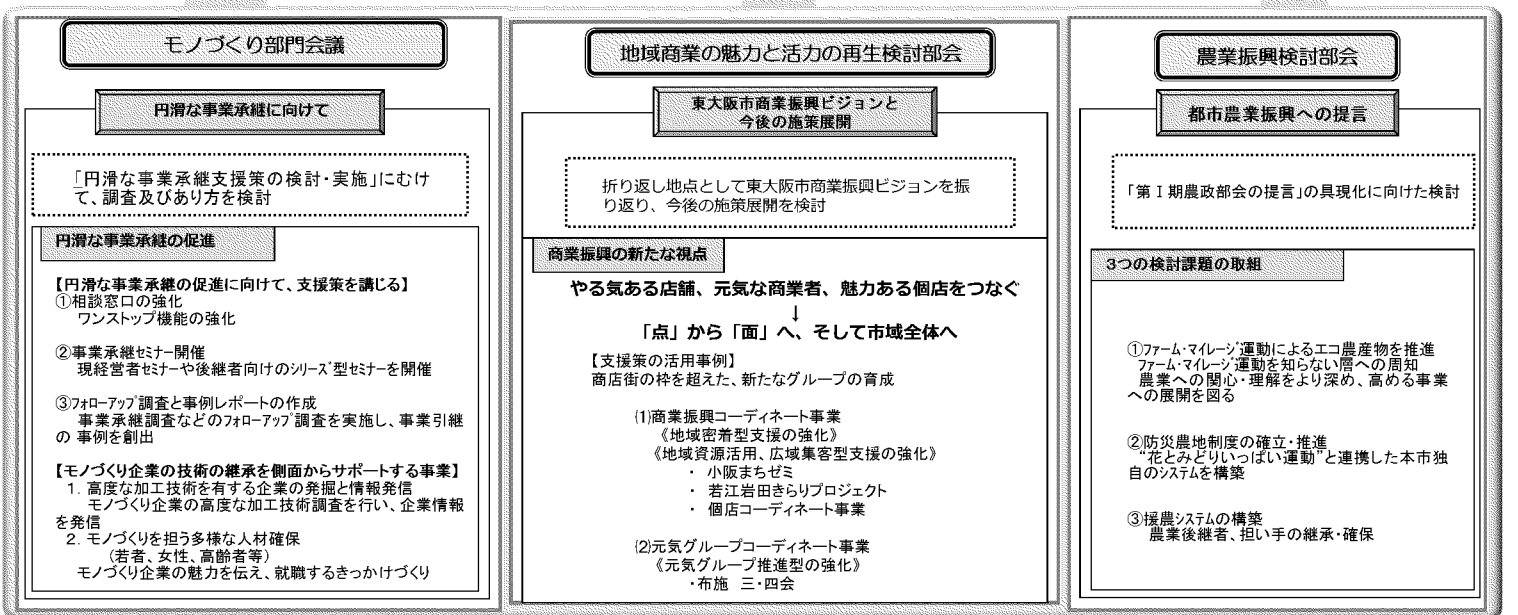 モノづくり部門会議
円滑な事業承継に向けて
「円滑な事業承継支援策の検討・実施」にむけ
て、調査及びあり方を検討
円滑な事業承継の促進
【円滑な事業承継の促進に向けて、支援策を講じる】
①相談窓口の強化
ワンストップ機能の強化
②事業承継セミナー開催
現経営者セミナーや後継者向けのシリーズ型セミナーを開催
③フォローアップ調査と事例レポートの作成
事業承継調査などのフォローアップ調査を実施し、事業引継
の 事例を創出
【モノづくり企業の技術の継承を側面からサポートする事業】
1. 高度な加工技術を有する企業の発掘と情報発信
モノづくり企業の高度な加工技術調査を行い、企業情報
を発信
2. モノづくりを担う多様な人材確保
(若者、女性、高齢者等)
モノづくり企業の魅力を伝え、就職するきっかけづくり
地域商業の魅力と活力の再生検討部会
東大阪市商業振興ビジョンと
今後の施策展開
折り返し地点として東大阪市商業振興ビジョンを振
り返り、今後の施策展開を検討
商業振興の新たな視点
やる気ある店舗、元気な商業者、魅力ある個店をつなぐ
↓
「点」から「面」へ、そして市域全体へ
【支援策の活用事例】
商店街の枠を超えた、新たなグループの育成
(1)商業振興コーディネート事業
《地域密着型支援の強化》
《地域資源活用、広域集客型支援の強化》
・ 小阪まちゼミ
・ 若江岩田きらりプロジェクト
・ 個店コーディネート事業
(2)元気グループコーディネート事業
《元気グループ推進型の強化》
・布施 三・四会
農業振興検討部会
都市農業振興への提言
「第Ⅰ期農政部会の提言」の具現化に向けた検討
3つの検討課題の取組
①ファーム・マイレージ運動によるエコ農産物を推進
ファーム・マイレージ運動を知らない層への周知
農業への関心・理解をより深め、高める事業
への展開を図る
②防災農地制度の確立・推進
“花とみどりいっぱい運動”と連携した本市独
自のシステムを構築
③援農システムの構築
農業後継者、担い手の継承・確保